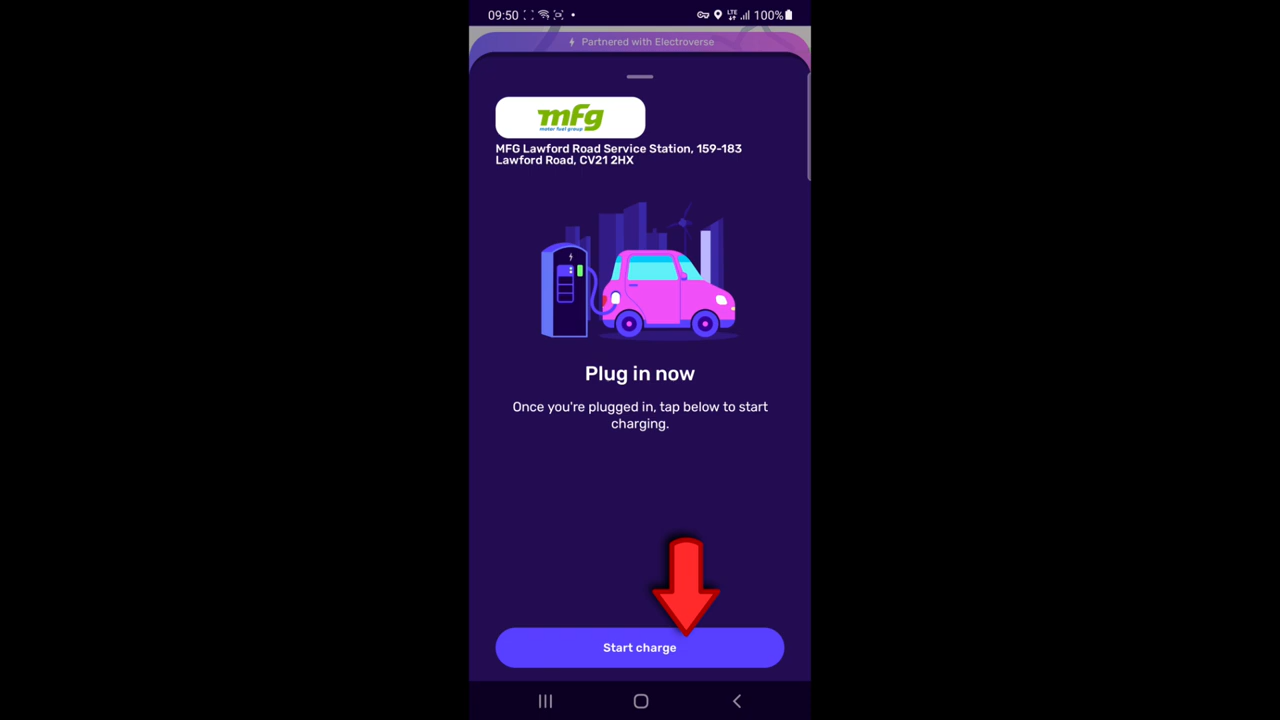 09:50
LTE
100%
Partnered with Electroverse
mfg
motor fuel group
MFG Lawford Road Service Station, 159-183
Lawford Road, CV21 2HX
Plug in now
Once you're plugged in, tap below to start
charging.
Start charge